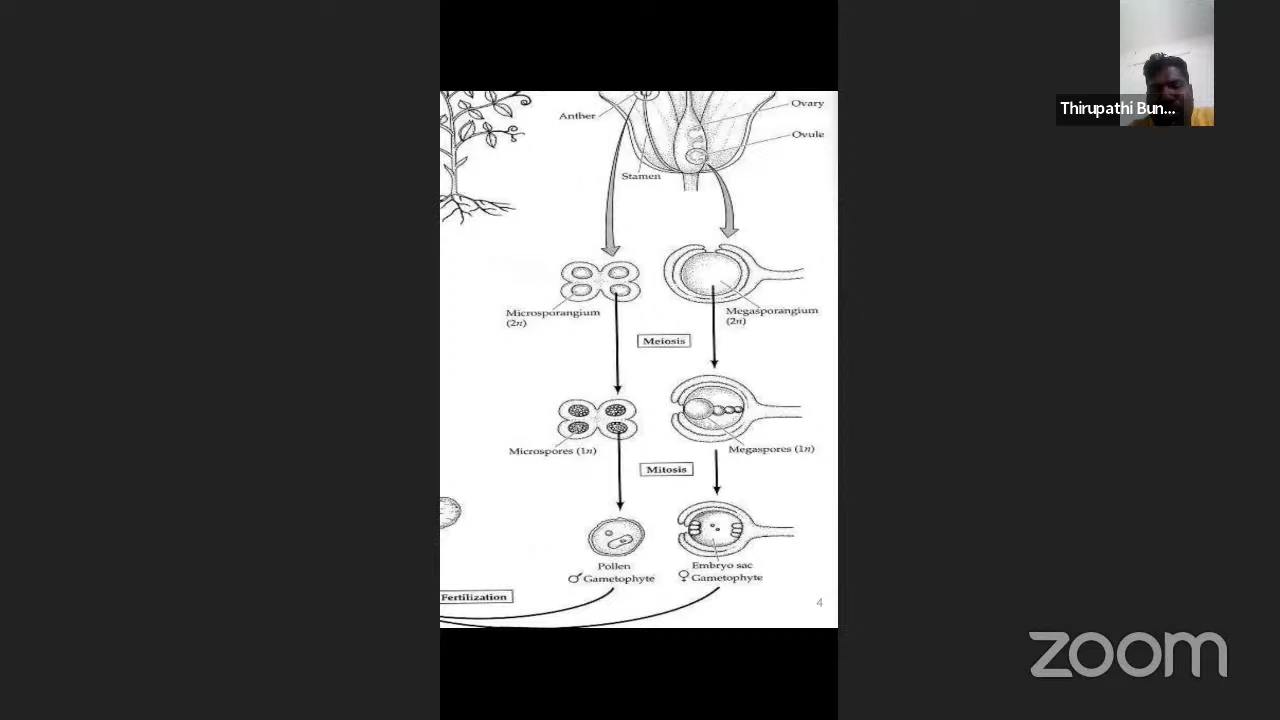 Thirupathi Bun...
Anther
Ovary
Ovule
Stamen
Microsporangium
(2n)
Megasporangium
(2n)
Meiosis
Microspores (1n)
Megaspores (1n)
Mitosis
Pollen
♂ Gametophyte
Embryo sac
♀ Gametophyte
Fertilization
4
zoom